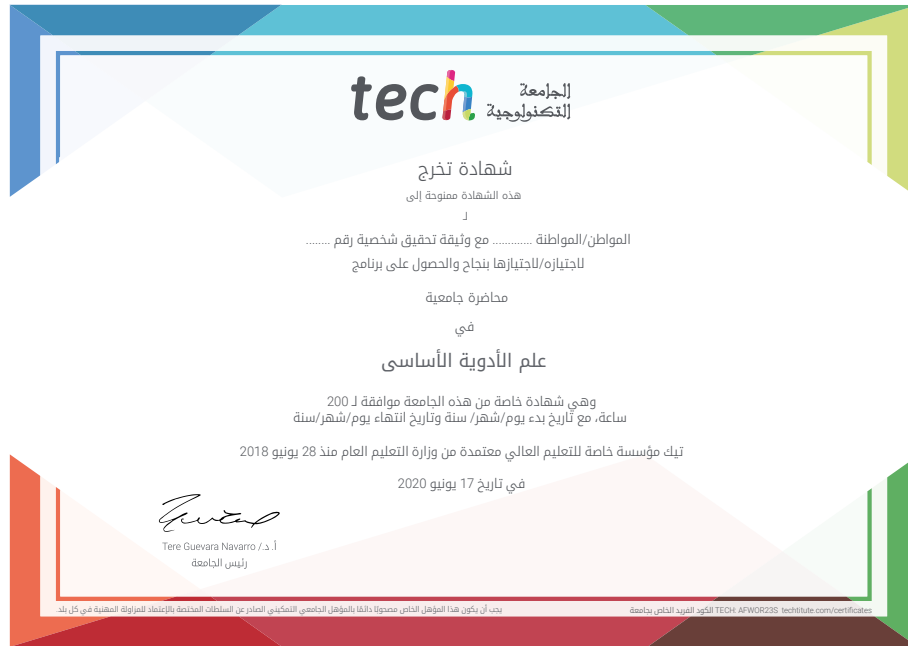 tech الجامعة
التكنولوجية
شهادة تخرج
هذه الشهادة ممنوحة إلى
لـ
المواطن/المواطنة ............ مع وثيقة تحقيق شخصية رقم ........
لاجتيازه/لاجتيازها بنجاح والحصول على برنامج
محاضرة جامعية
في
علم الأدوية الأساسى
وهي شهادة خاصة من هذه الجامعة موافقة لـ 200
ساعة، مع تاريخ بدء يوم/شهر/ سنة وتاريخ انتهاء يوم/شهر/سنة
تيك مؤسسة خاصة للتعليم العالي معتمدة من وزارة التعليم العام منذ 28 يونيو 2018
في تاريخ 17 يونيو 2020
أ. د./ Tere Guevara Navarro
رئيس الجامعة
يجب أن يكون هذا المؤهل الخاص مصحوبًا دائمًا بالمؤهل الجامعي التمكيني الصادر عن السلطات المختصة بالإعتماد للمزاولة المهنية في كل بلد.
الكود الفريد الخاص بجامعة TECH: AFWOR23S techtitute.com/certificates